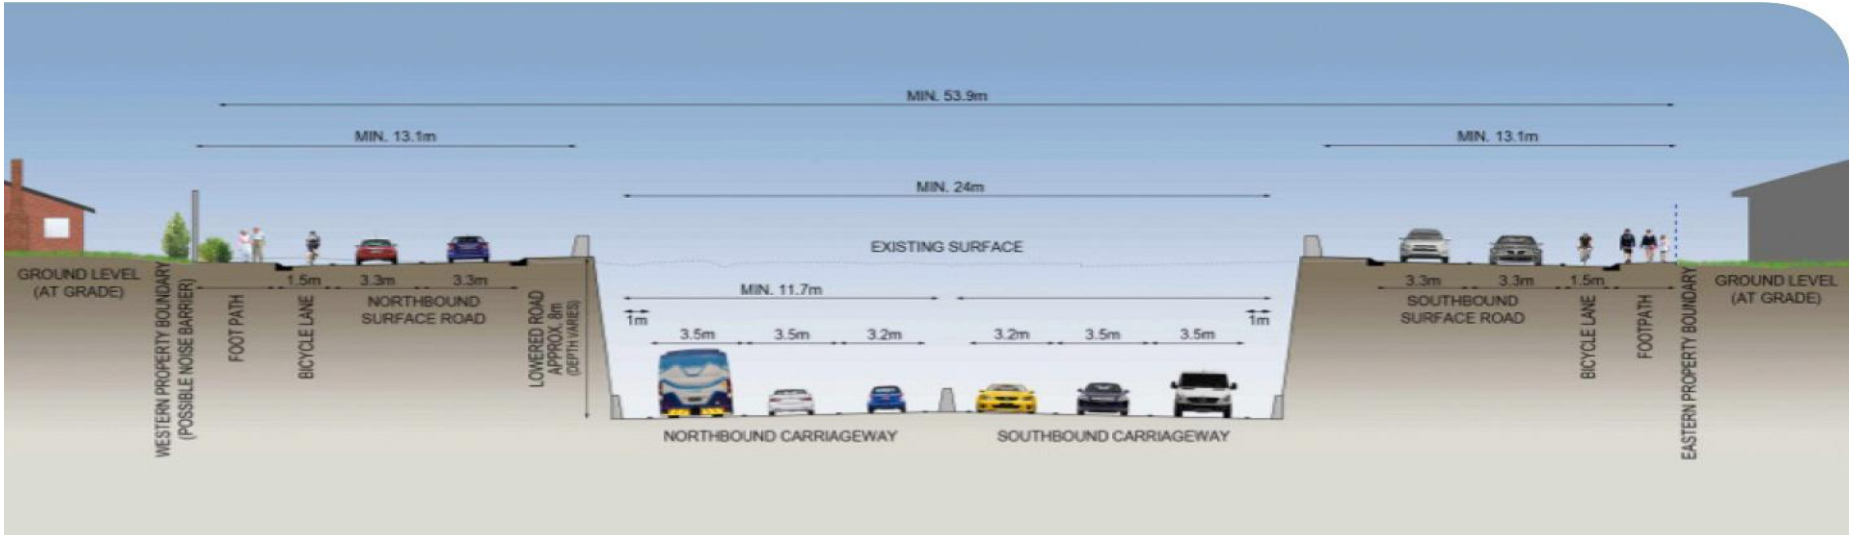 MIN. 53.9m
MIN. 13.1m
MIN. 13.1m
MIN. 24m
EXISTING SURFACE
GROUND LEVEL
(AT GRADE)
WESTERN PROPERTY BOUNDARY
(POSSIBLE NOISE BARRIER)
FOOT PATH
1.5m
BICYCLE LANE
3.3m
3.3m
NORTHBOUND
SURFACE ROAD
LOWERED ROAD
APPROX. 8m
(DEPTH VARIES)
MIN. 11.7m
1m
3.5m
3.5m
3.2m
3.2m
3.5m
3.5m
1m
NORTHBOUND CARRIAGEWAY
SOUTHBOUND CARRIAGEWAY
3.3m
3.3m
1.5m
SOUTHBOUND
SURFACE ROAD
BICYCLE LANE
FOOTPATH
EASTERN PROPERTY BOUNDARY
GROUND LEVEL
(AT GRADE)